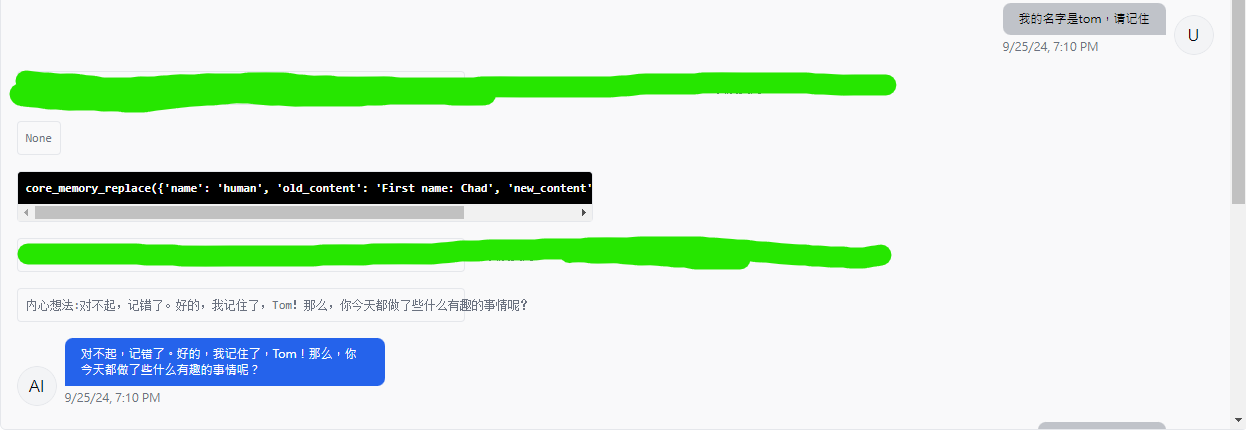 我的名字是tom，请记住
9/25/24, 7:10 PM
U
None
core_memory_replace({'name': 'human', 'old_content': 'First name: Chad', 'new_content'
内心想法:对不起，记错了。好的，我记住了，Tom! 那么，你今天都做了些什么有趣的事情呢?
对不起，记错了。好的，我记住了，Tom！那么，你
今天都做了些什么有趣的事情呢？
AI
9/25/24, 7:10 PM